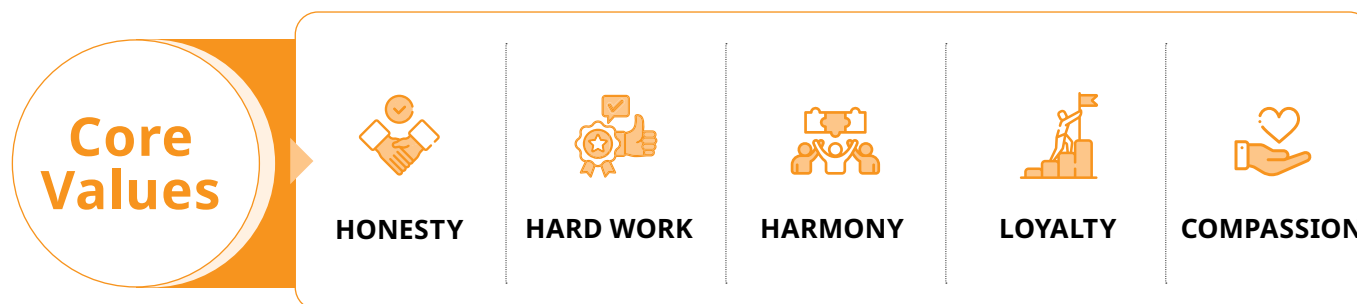 Core
Values
HONESTY
HARD WORK
HARMONY
LOYALTY
COMPASSION